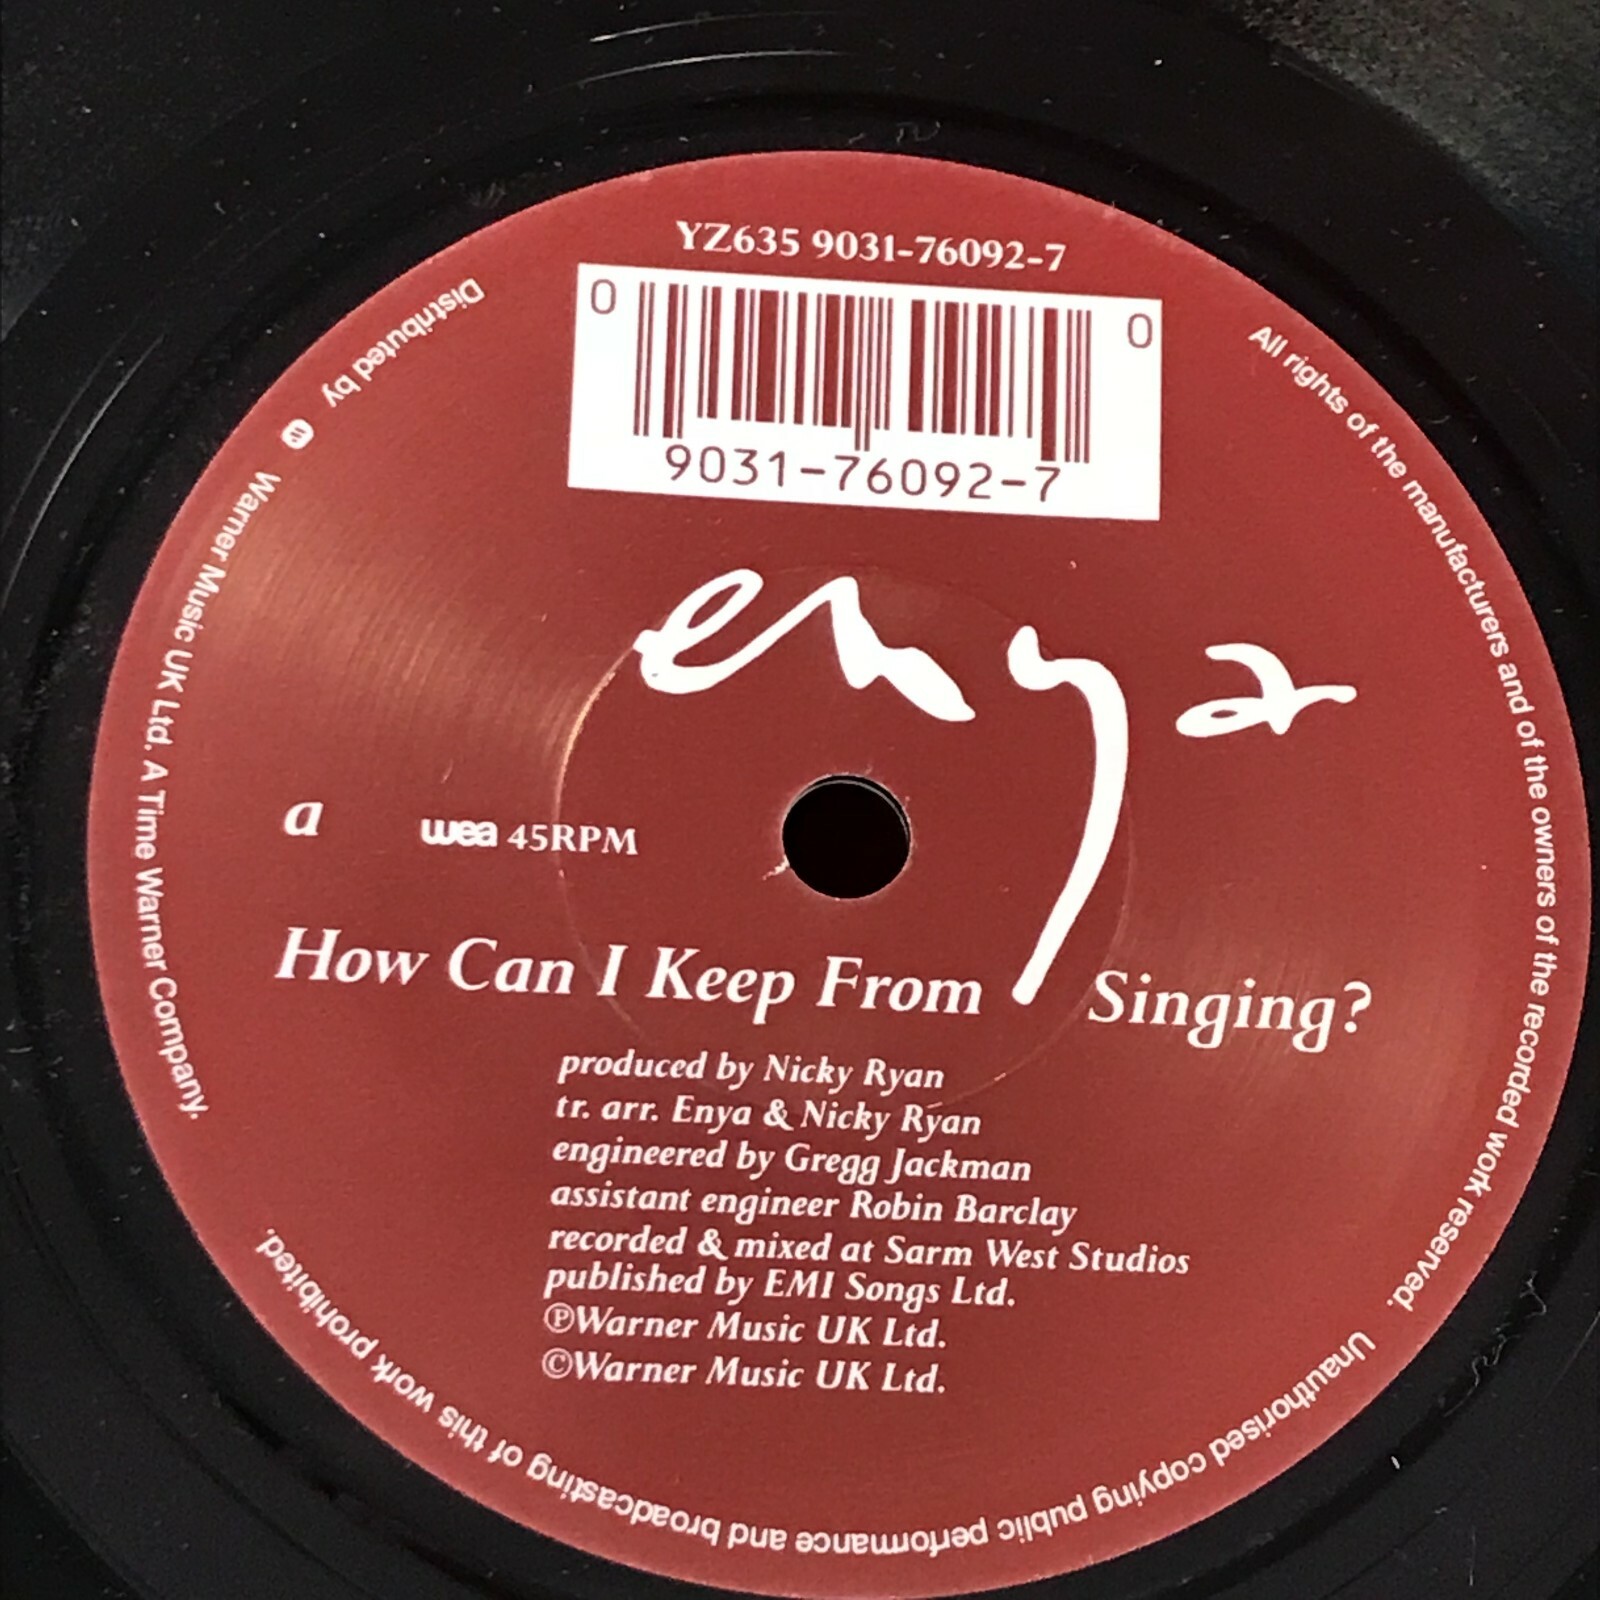 YZ635 9031-76092-7
0 0
9031-76092-7
enya
a wea 45RPM
How Can I Keep From Singing?
produced by Nicky Ryan
tr. arr. Enya & Nicky Ryan
engineered by Gregg Jackman
assistant engineer Robin Barclay
recorded & mixed at Sarm West Studios
published by EMI Songs Ltd.
ⓅWarner Music UK Ltd.
©Warner Music UK Ltd.
All rights of the manufacturers and of the owners of the recorded work reserved.
Unauthorised copying public performance and broadcasting of this work prohibited.
Distributed by Warner Music UK Ltd. A Time Warner Company.